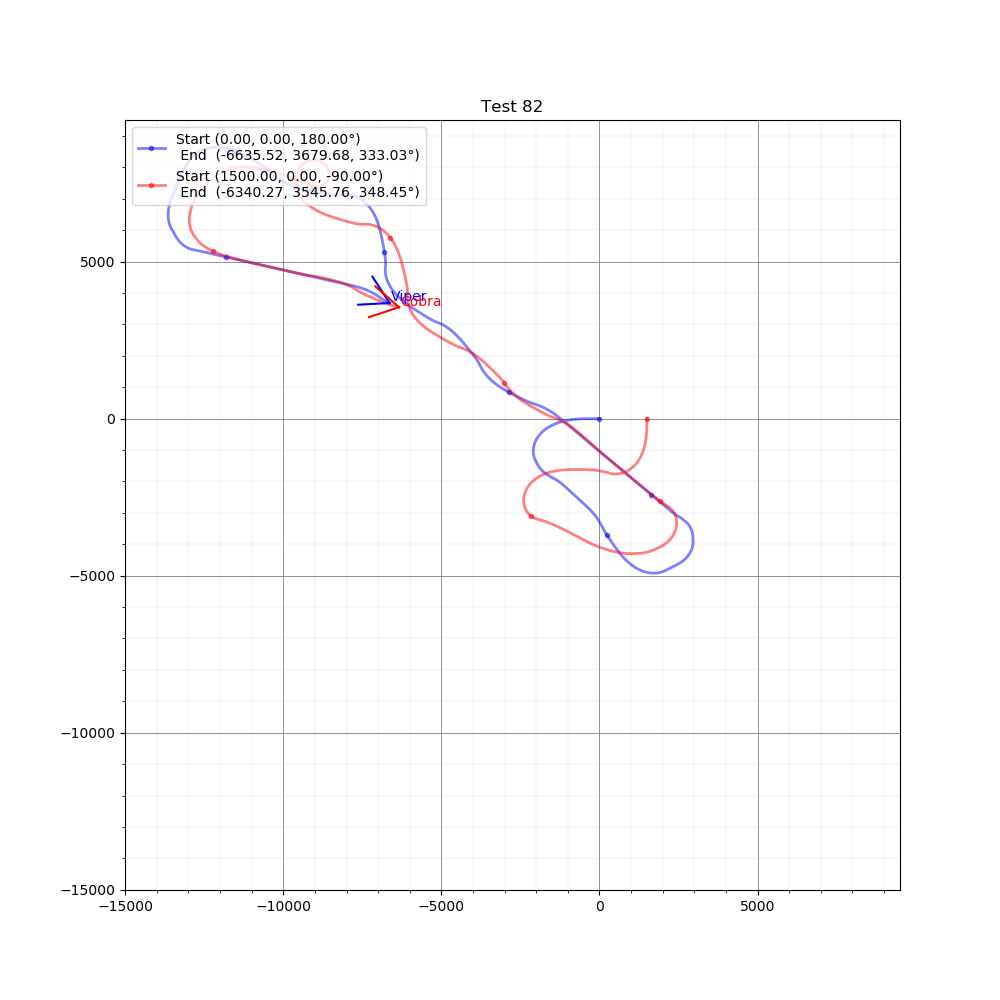 Test 82
Start (0.00, 0.00, 180.00°)
End (-6635.52, 3679.68, 333.03°)
Start (1500.00, 0.00, -90.00°)
End (-6340.27, 3545.76, 348.45°)
Viper
Cobra
5000
0
−5000
−10000
−15000
−15000 −10000 −5000 0 5000